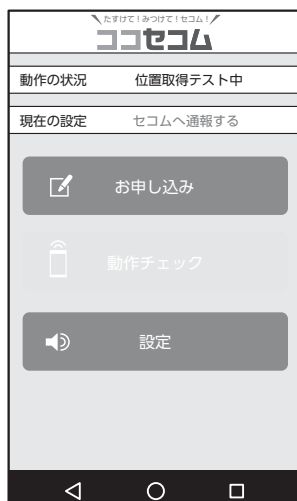 たすけて！みつけて！セコム！
ココセコム
動作の状況 位置取得テスト中
現在の設定 セコムへ通報する
お申し込み
動作チェック
設定